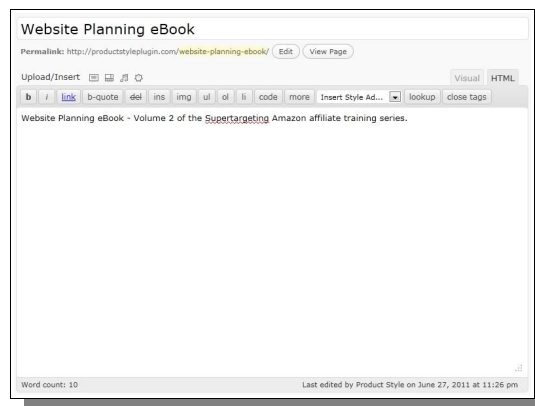 Website Planning eBook
Permalink: http://productstyleplugin.com/website-planning-ebook/ Edit View Page
Upload/Insert Visual HTML
b i link b-quote del ins img ul ol li code more Insert Style Ad... lookup close tags
Website Planning eBook - Volume 2 of the Supertargeting Amazon affiliate training series.
Word count: 10 Last edited by Product Style on June 27, 2011 at 11:26 pm